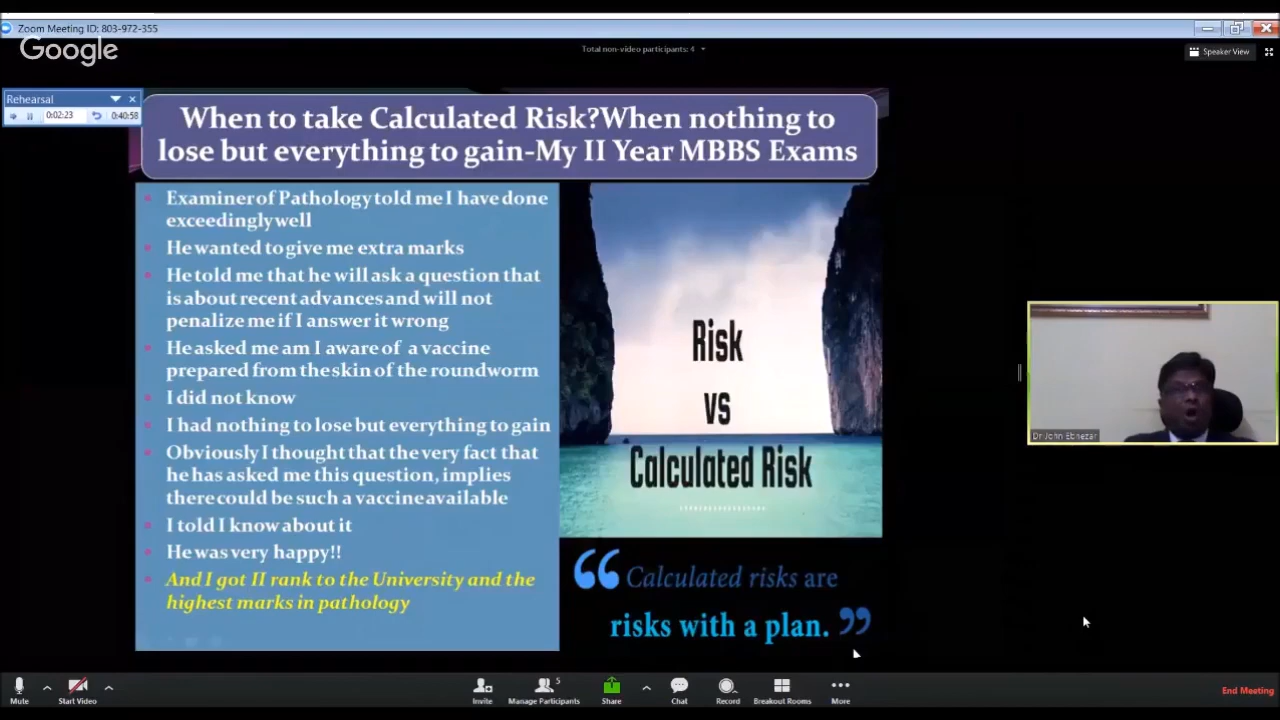 Zoom Meeting ID: 803-972-355
Google
Total non-video participants: 4
Speaker View
Rehearsal
0:02:23
0:40:58
When to take Calculated Risk?When nothing to
lose but everything to gain-My II Year MBBS Exams
Examiner of Pathology told me I have done
exceedingly well
He wanted to give me extra marks
He told me that he will ask a question that
is about recent advances and will not
penalize me if I answer it wrong
He asked me am I aware of a vaccine
prepared from the skin of the roundworm
I did not know
I had nothing to lose but everything to gain
Obviously I thought that the very fact that
he has asked me this question, implies
there could be such a vaccine available
I told I know about it
He was very happy!!
And I got II rank to the University and the
highest marks in pathology
Risk
vs
Calculated Risk
“Calculated risks are
risks with a plan.”
Dr John Ebnezar
Mute
Start Video
Invite
5
Manage Participants
Share
Chat
Record
Breakout Rooms
More
End Meeting